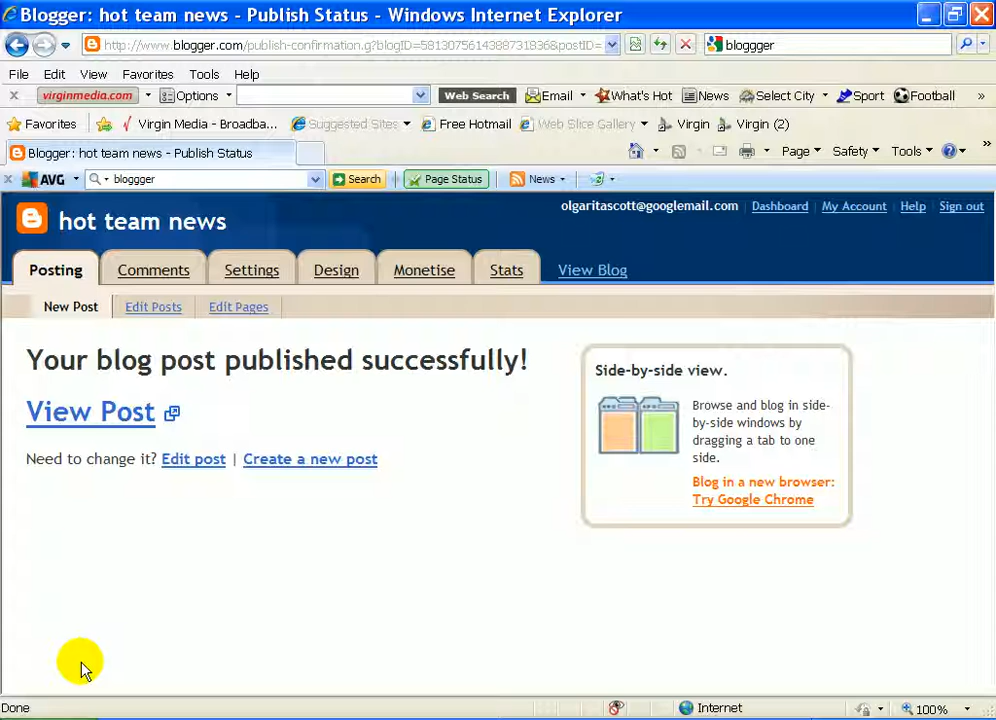 Blogger: hot team news - Publish Status - Windows Internet Explorer
http://www.blogger.com/publish-confirmation.g?blogID=5813075614388731836&postID= bloggger
File Edit View Favorites Tools Help
virginmedia.com Options Web Search Email What's Hot News Select City Sport Football »
Favorites Virgin Media - Broadba... Suggested Sites Free Hotmail Web Slice Gallery Virgin Virgin (2)
Blogger: hot team news - Publish Status Page Safety Tools »
AVG bloggger Search Page Status News
hot team news olgaritascott@googlemail.com Dashboard My Account Help Sign out
Posting Comments Settings Design Monetise Stats View Blog
New Post Edit Posts Edit Pages
Your blog post published successfully!
View Post
Need to change it? Edit post | Create a new post
Side-by-side view.
Browse and blog in side-
by-side windows by
dragging a tab to one
side.
Blog in a new browser:
Try Google Chrome
Done Internet 100%